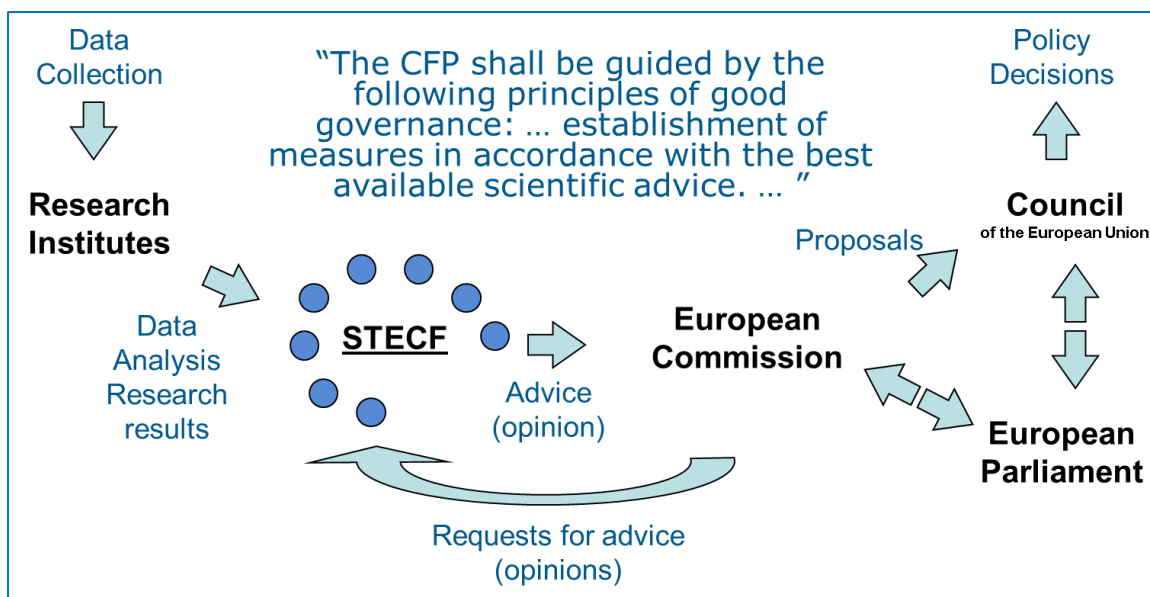 Data
Collection
“The CFP shall be guided by the
following principles of good
governance: … establishment of
measures in accordance with the best
available scientific advice. … ”
Policy
Decisions
Research
Institutes
Council
of the European Union
Proposals
STECF
European
Commission
Data
Analysis
Research
results
Advice
(opinion)
European
Parliament
Requests for advice
(opinions)